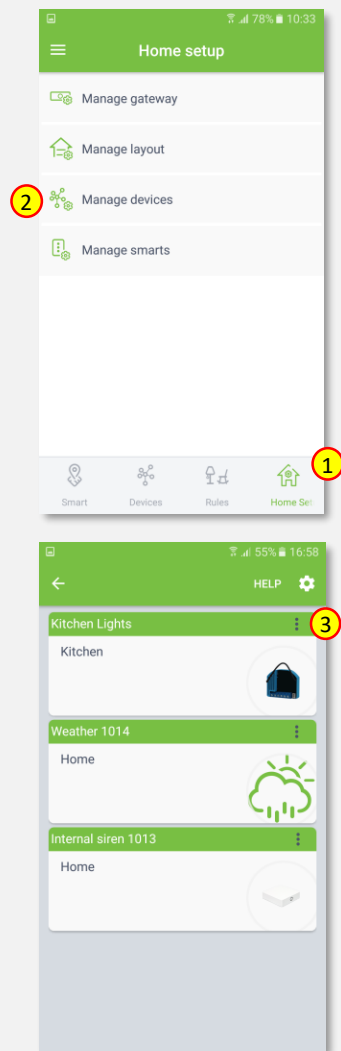 78% 10:33
Home setup
Manage gateway
Manage layout
2 Manage devices
Manage smarts
1
Smart Devices Rules Home Set
55% 16:58
HELP
Kitchen Lights 3
Kitchen
Weather 1014
Home
Internal siren 1013
Home